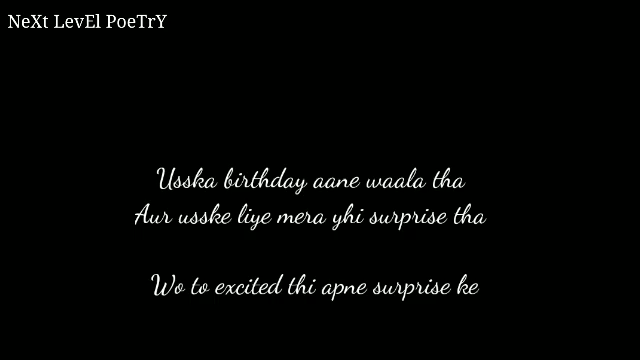 NeXt LevEl PoeTrY
Usska birthday aane waala tha
Aur usske liye mera yhi surprise tha
Wo to excited thi apne surprise ke